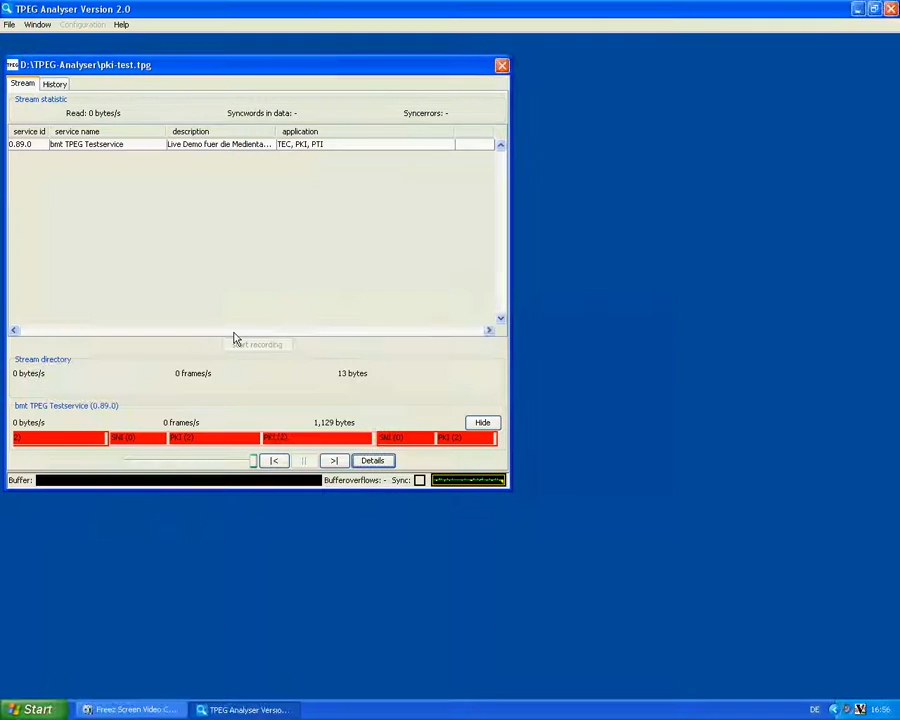 TPEG Analyser Version 2.0
File Window Configuration Help
TPEG D:\TPEG-Analyser\pki-test.tpg
Stream History
Stream statistic
Read: 0 bytes/s Syncwords in data: - Syncerrors: -
service id service name description application
0.89.0 bmt TPEG Testservice Live Demo fuer die Medienta... TEC, PKI, PTI
start recording
Stream directory
0 bytes/s 0 frames/s 13 bytes
bmt TPEG Testservice (0.89.0)
0 bytes/s 0 frames/s 1,129 bytes Hide
2) SNI (0) PKI (2) PKI (2) SNI (0) PKI (2)
|< || >| Details
Buffer: Bufferoverflows: - Sync:
Start Freez Screen Video C... TPEG Analyser Versio... DE 16:56